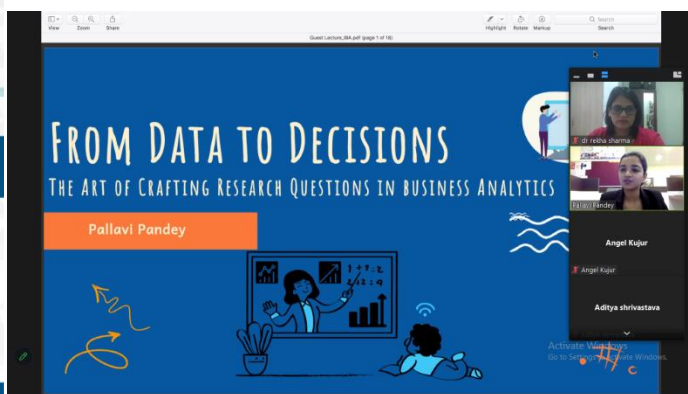 View
Zoom
Share
Highlight
Rotate
Markup
Search
Search
Guest Lecture_IBA.pdf (page 1 of 18)
FROM DATA TO DECISIONS
THE ART OF CRAFTING RESEARCH QUESTIONS IN BUSINESS ANALYTICS
Pallavi Pandey
dr rekha sharma
Pallavi Pandey
Angel Kujur
Angel Kujur
Aditya shrivastava
Activate Windows
Go to Settings to activate Windows.